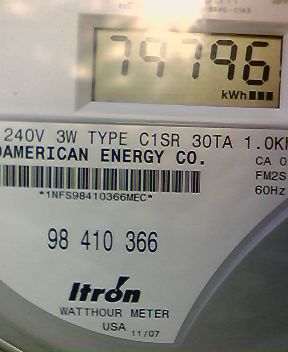 79796
kWh
240V 3W TYPE C1SR 30TA 1.0K
AMERICAN ENERGY CO.
CA 0
FM2S
60Hz
*1NFS98410366MEC*
98 410 366
Itrón
WATTHOUR METER
USA 11/07